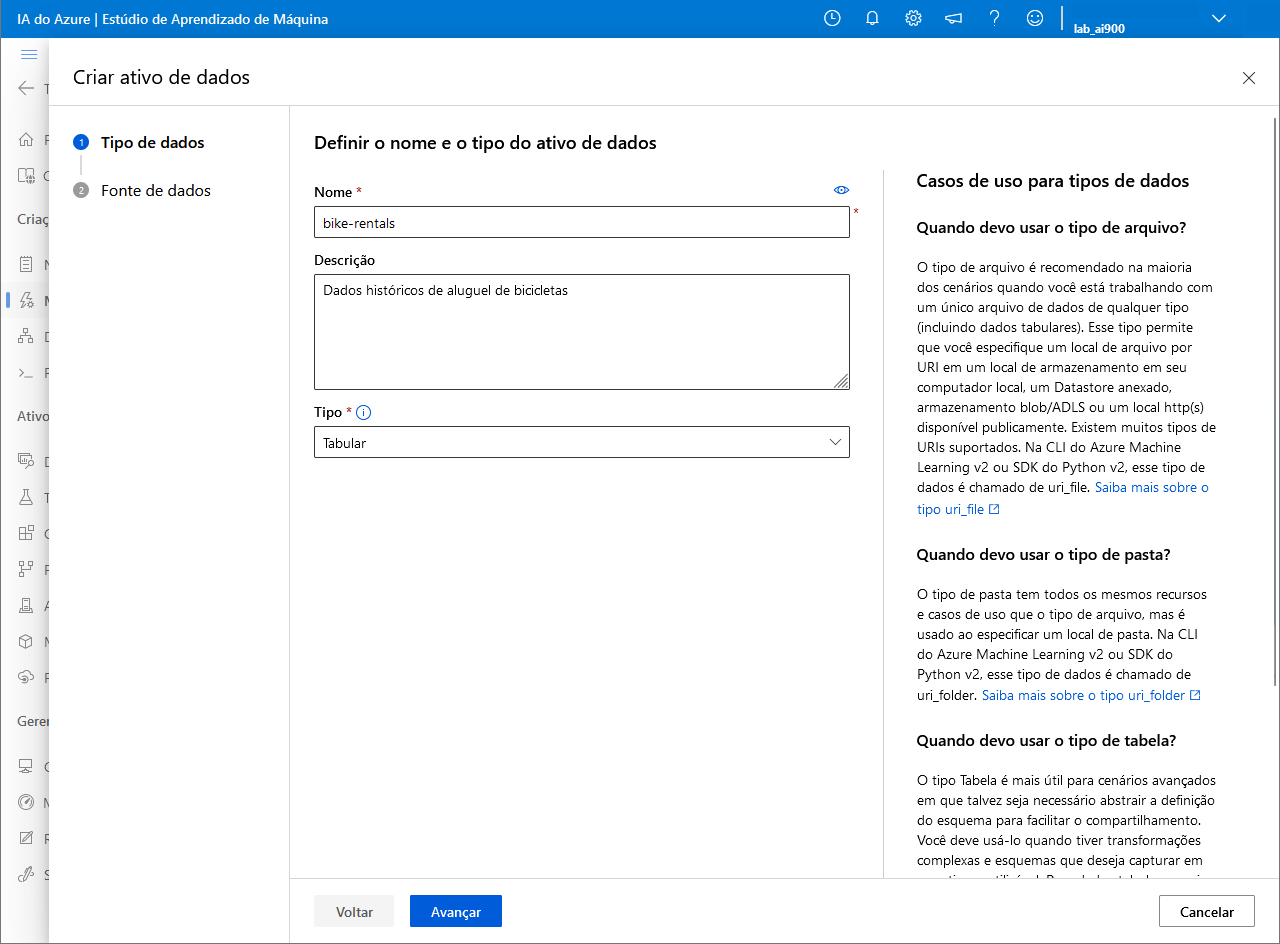 IA do Azure | Estúdio de Aprendizado de Máquina
lab_ai900
Criar ativo de dados
1 Tipo de dados
2 Fonte de dados
Definir o nome e o tipo do ativo de dados
Nome *
bike-rentals
*
Descrição
Dados históricos de aluguel de bicicletas
Tipo *
Tabular
Casos de uso para tipos de dados
Quando devo usar o tipo de arquivo?
O tipo de arquivo é recomendado na maioria
dos cenários quando você está trabalhando com
um único arquivo de dados de qualquer tipo
(incluindo dados tabulares). Esse tipo permite
que você especifique um local de arquivo por
URI em um local de armazenamento em seu
computador local, um Datastore anexado,
armazenamento blob/ADLS ou um local http(s)
disponível publicamente. Existem muitos tipos de
URIs suportados. Na CLI do Azure Machine
Learning v2 ou SDK do Python v2, esse tipo de
dados é chamado de uri_file. Saiba mais sobre o
tipo uri_file
Quando devo usar o tipo de pasta?
O tipo de pasta tem todos os mesmos recursos
e casos de uso que o tipo de arquivo, mas é
usado ao especificar um local de pasta. Na CLI
do Azure Machine Learning v2 ou SDK do
Python v2, esse tipo de dados é chamado de
uri_folder. Saiba mais sobre o tipo uri_folder
Quando devo usar o tipo de tabela?
O tipo Tabela é mais útil para cenários avançados
em que talvez seja necessário abstrair a definição
do esquema para facilitar o compartilhamento.
Você deve usá-lo quando tiver transformações
complexas e esquemas que deseja capturar em
Voltar
Avançar
Cancelar